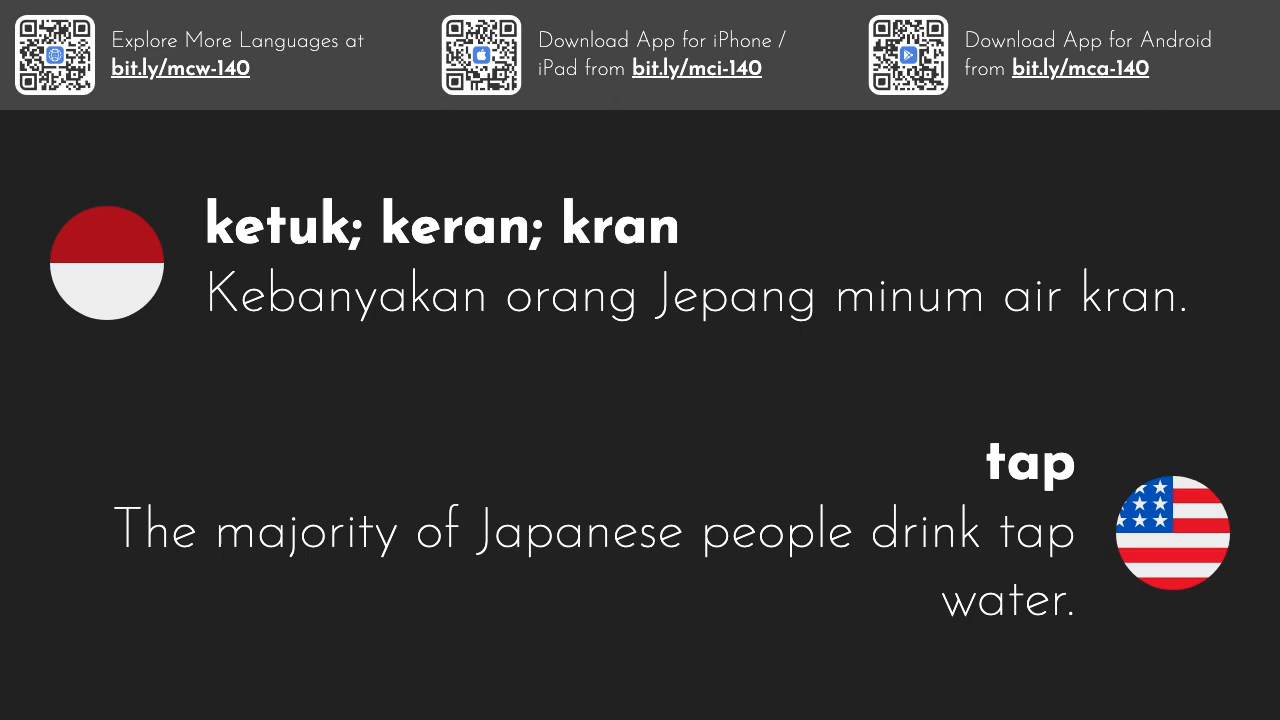 Explore More Languages at
bit.ly/mcw-140
Download App for iPhone /
iPad from bit.ly/mci-140
Download App for Android
from bit.ly/mca-140
ketuk; keran; kran
Kebanyakan orang Jepang minum air kran.
tap
The majority of Japanese people drink tap
water.